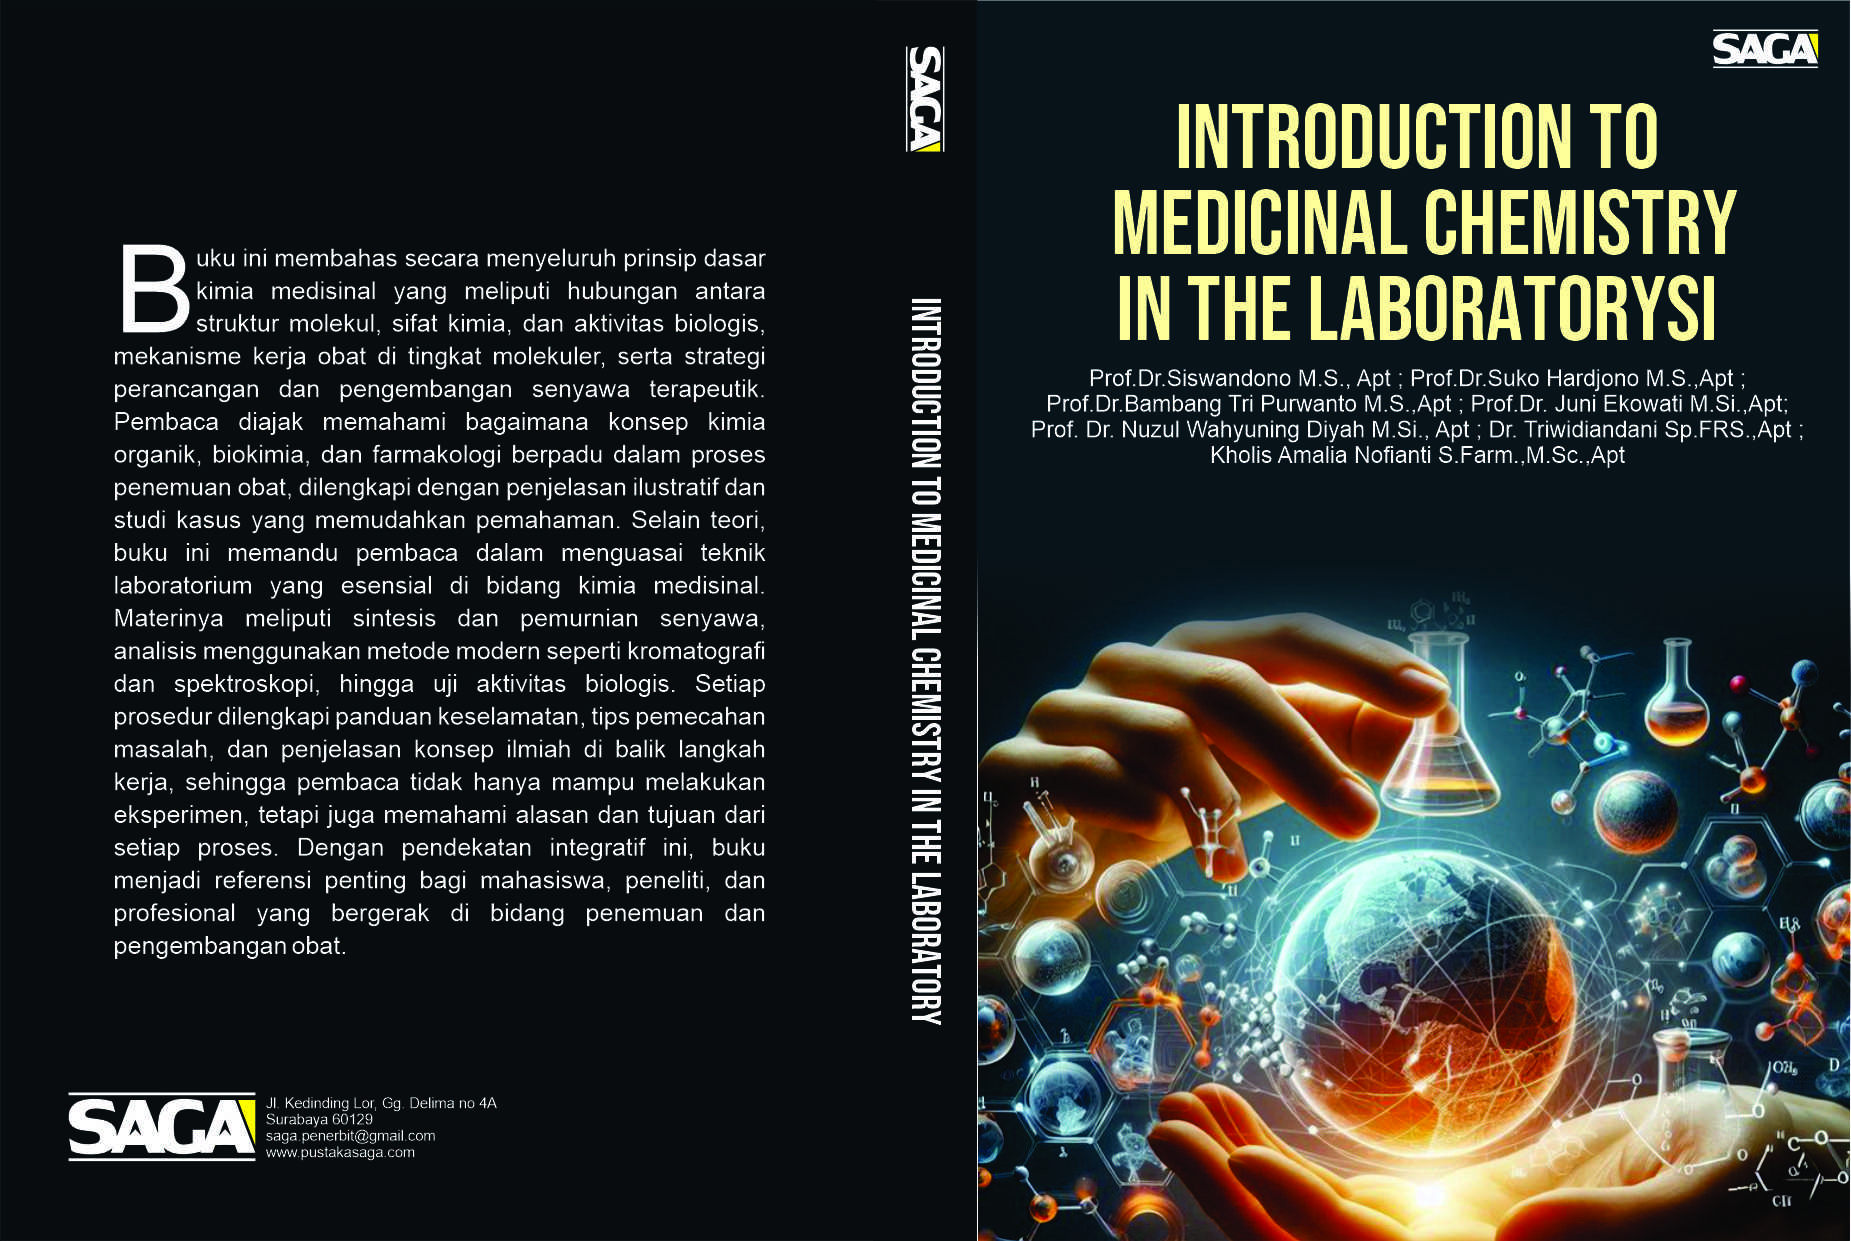 Buku ini membahas secara menyeluruh prinsip dasar
kimia medisinal yang meliputi hubungan antara
struktur molekul, sifat kimia, dan aktivitas biologis,
mekanisme kerja obat di tingkat molekuler, serta strategi
perancangan dan pengembangan senyawa terapeutik.
Pembaca diajak memahami bagaimana konsep kimia
organik, biokimia, dan farmakologi berpadu dalam proses
penemuan obat, dilengkapi dengan penjelasan ilustratif dan
studi kasus yang memudahkan pemahaman. Selain teori,
buku ini memandu pembaca dalam menguasai teknik
laboratorium yang esensial di bidang kimia medisinal.
Materinya meliputi sintesis dan pemurnian senyawa,
analisis menggunakan metode modern seperti kromatografi
dan spektroskopi, hingga uji aktivitas biologis. Setiap
prosedur dilengkapi panduan keselamatan, tips pemecahan
masalah, dan penjelasan konsep ilmiah di balik langkah
kerja, sehingga pembaca tidak hanya mampu melakukan
eksperimen, tetapi juga memahami alasan dan tujuan dari
setiap proses. Dengan pendekatan integratif ini, buku
menjadi referensi penting bagi mahasiswa, peneliti, dan
profesional yang bergerak di bidang penemuan dan
pengembangan obat.
SAGA
Jl. Kedinding Lor, Gg. Delima no 4A
Surabaya 60129
saga.penerbit@gmail.com
www.pustakasaga.com
SAGA
INTRODUCTION TO MEDICINAL CHEMISTRY IN THE LABORATORY
SAGA
INTRODUCTION TO
MEDICINAL CHEMISTRY
IN THE LABORATORYSI
Prof.Dr.Siswandono M.S., Apt ; Prof.Dr.Suko Hardjono M.S.,Apt ;
Prof.Dr.Bambang Tri Purwanto M.S.,Apt ; Prof.Dr. Juni Ekowati M.Si.,Apt;
Prof. Dr. Nuzul Wahyuning Diyah M.Si., Apt ; Dr. Triwidiandani Sp.FRS.,Apt ;
Kholis Amalia Nofianti S.Farm.,M.Sc.,Apt